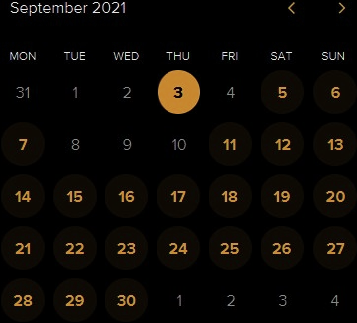 September 2021 < >
MON TUE WED THU FRI SAT SUN
31 1 2 3 4 5 6
7 8 9 10 11 12 13
14 15 16 17 18 19 20
21 22 23 24 25 26 27
28 29 30 1 2 3 4